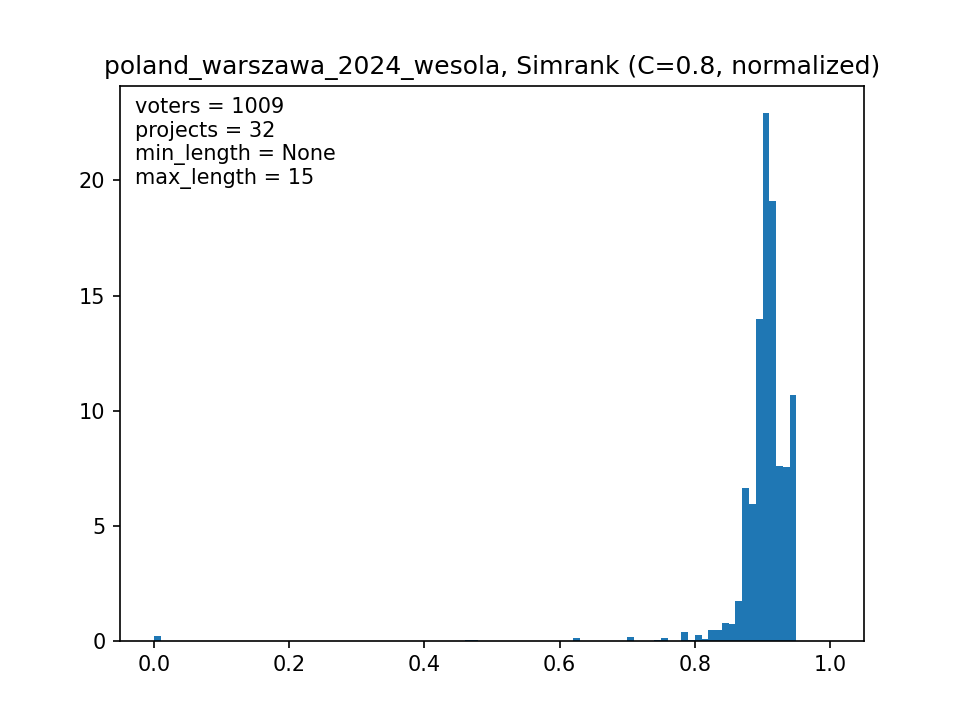 poland_warszawa_2024_wesola, Simrank (C=0.8, normalized)
voters = 1009
projects = 32
min_length = None
max_length = 15
20
15
10
5
0
0.0 0.2 0.4 0.6 0.8 1.0